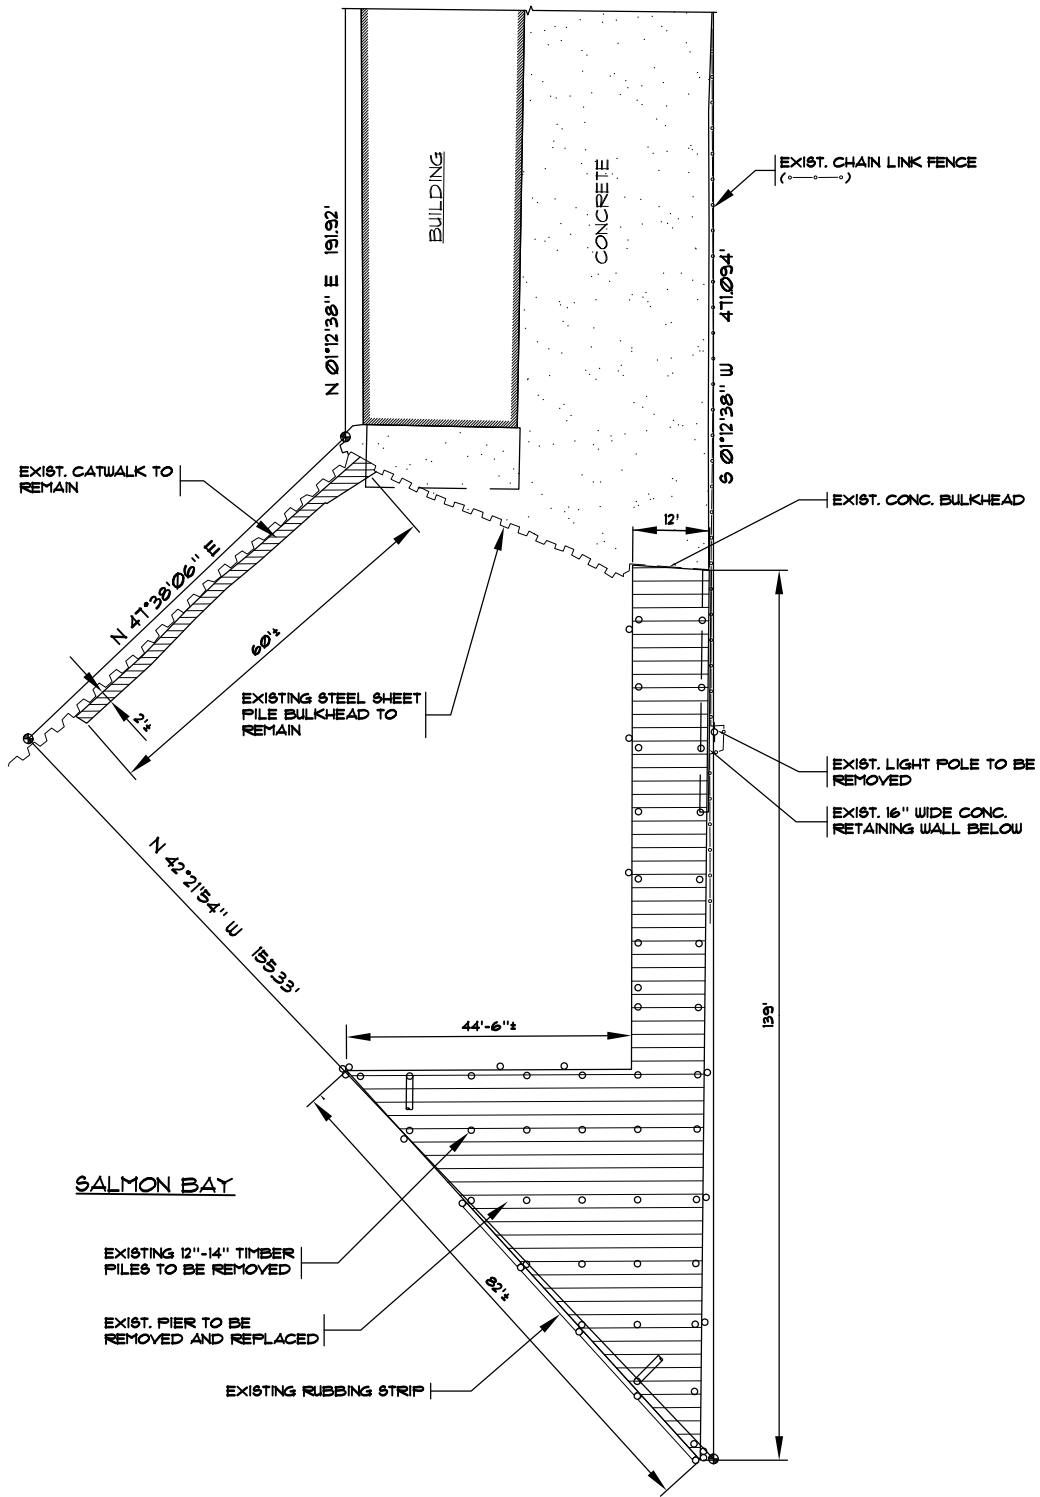 BUILDING
CONCRETE
EXIST. CHAIN LINK FENCE
N 01°12'38" E 191.92'
S 01°12'38" W 471.094'
EXIST. CATWALK TO
REMAIN
EXIST. CONC. BULKHEAD
12'
N 47°38'06" E
60'±
2'±
EXISTING STEEL SHEET
PILE BULKHEAD TO
REMAIN
EXIST. LIGHT POLE TO BE
REMOVED
EXIST. 16" WIDE CONC.
RETAINING WALL BELOW
N 42°21'54" W 155.33'
44'-6"±
139'
SALMON BAY
EXISTING 12"-14" TIMBER
PILES TO BE REMOVED
82'±
EXIST. PIER TO BE
REMOVED AND REPLACED
EXISTING RUBBING STRIP